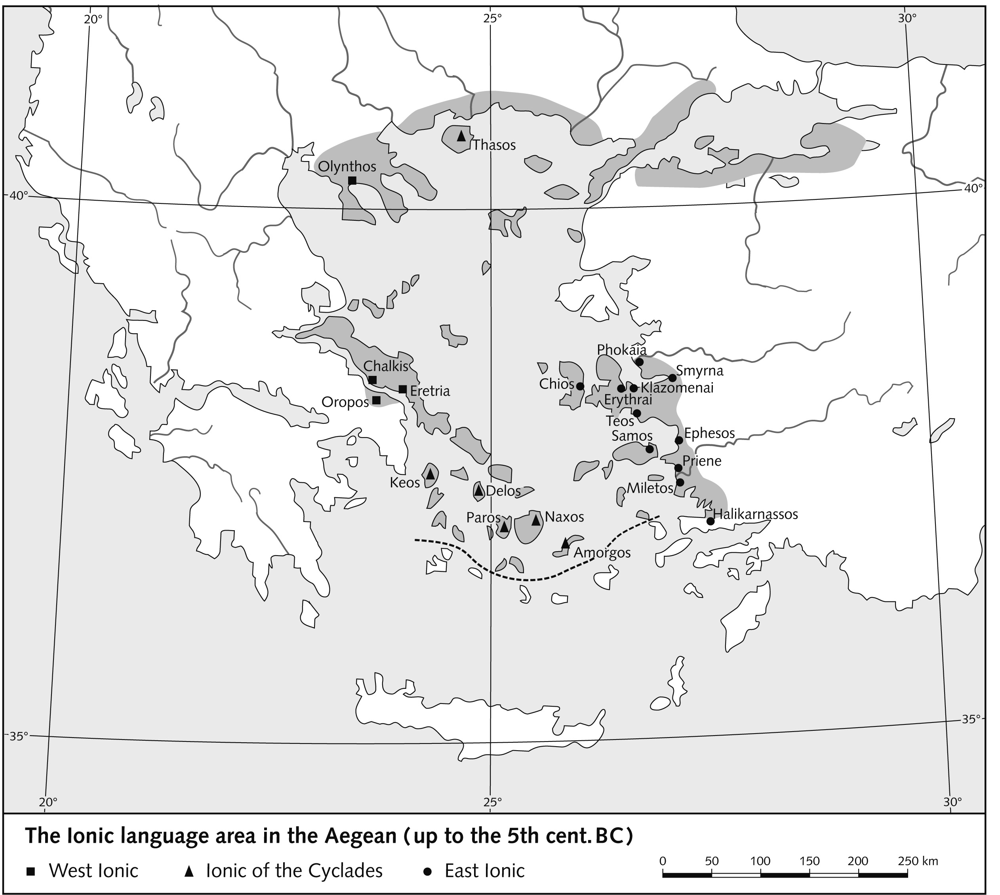 20°
25°
30°
Thasos
Olynthos
40°
40°
Phokaia
Chalkis
Smyrna
Chios
Klazomenai
Eretria
Erythrai
Oropos
Teos
Ephesos
Samos
Priene
Keos
Delos
Miletos
Halikarnassos
Paros
Naxos
Amorgos
35°
35°
20°
25°
30°
The Ionic language area in the Aegean (up to the 5th cent. BC)
West Ionic
Ionic of the Cyclades
East Ionic
0 50 100 150 200 250 km